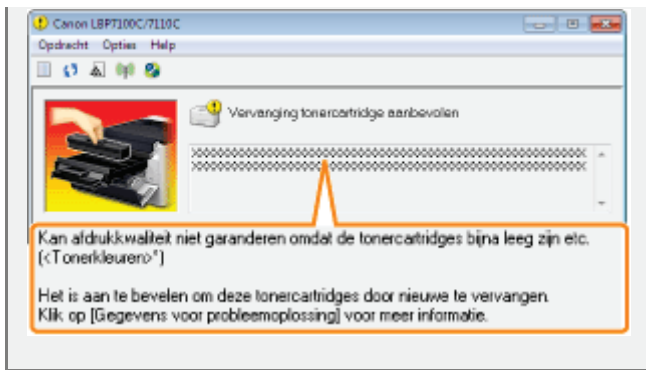 Canon LBP7100C/7110C
Opdracht Opties Help
Vervanging tonercartridge aanbevolen
XXXXXXXXXXXXXXXXXXXXXXXXXXXXXXXXXXXXXXXXXXXXXXXXXX
XXXXXXXXXXXXXXXXXXXXXXXXXXXXXXXXXXXXXXXXXXXXXXXXXX
Kan afdrukkwaliteit niet garanderen omdat de tonercartridges bijna leeg zijn etc.
(<Tonerkleuren>*)
Het is aan te bevelen om deze tonercartridges door nieuwe te vervangen.
Klik op [Gegevens voor probleemoplossing] voor meer informatie.